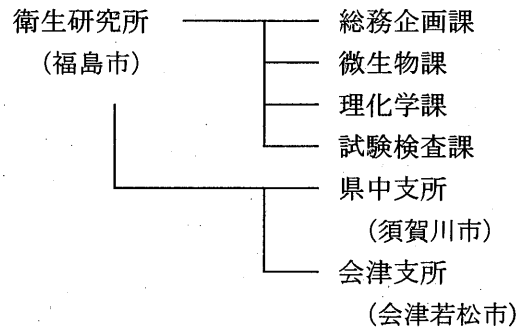 衛生研究所
(福島市)
総務企画課
微生物課
理化学課
試験検査課
県中支所
(須賀川市)
会津支所
(会津若松市)